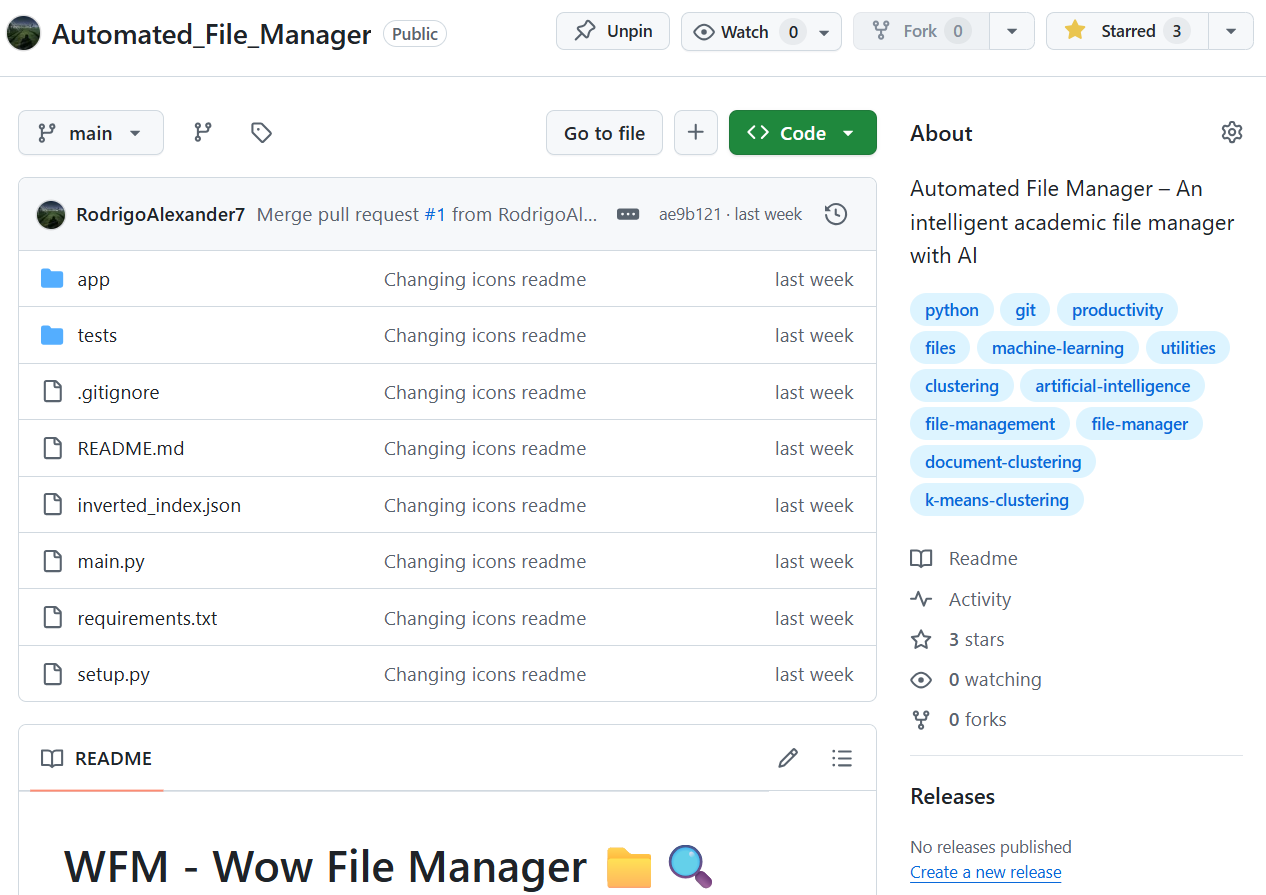 Automated_File_Manager Public Unpin Watch 0 Fork 0 Starred 3
main Go to file + Code
RodrigoAlexander7 Merge pull request #1 from RodrigoAl... ae9b121 · last week
app Changing icons readme last week
tests Changing icons readme last week
.gitignore Changing icons readme last week
README.md Changing icons readme last week
inverted_index.json Changing icons readme last week
main.py Changing icons readme last week
requirements.txt Changing icons readme last week
setup.py Changing icons readme last week
README
WFM - Wow File Manager
About
Automated File Manager – An
intelligent academic file manager
with AI
python git productivity
files machine-learning utilities
clustering artificial-intelligence
file-management file-manager
document-clustering
k-means-clustering
Readme
Activity
3 stars
0 watching
0 forks
Releases
No releases published
Create a new release